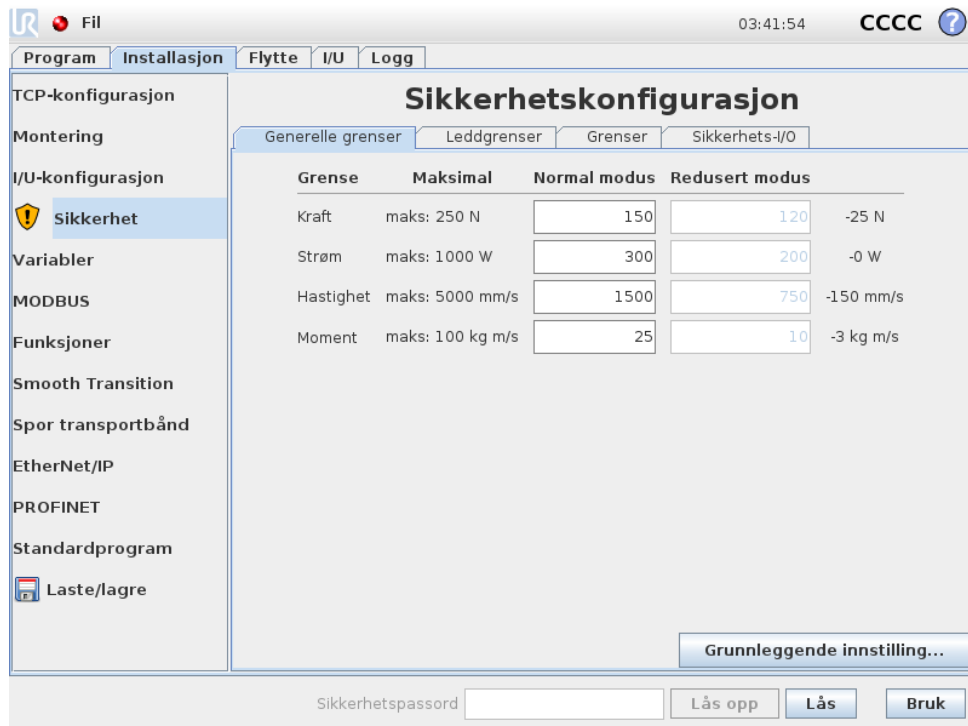 UR Fil 03:41:54 CCCC ?
Program Installasjon Flytte I/U Logg
TCP-konfigurasjon
Montering
I/U-konfigurasjon
Sikkerhet
Variabler
MODBUS
Funksjoner
Smooth Transition
Spor transportbånd
EtherNet/IP
PROFINET
Standardprogram
Laste/lagre
Sikkerhetskonfigurasjon
Generelle grenser Leddgrenser Grenser Sikkerhets-I/O
Grense Maksimal Normal modus Redusert modus
Kraft maks: 250 N 150 120 -25 N
Strøm maks: 1000 W 300 200 -0 W
Hastighet maks: 5000 mm/s 1500 750 -150 mm/s
Moment maks: 100 kg m/s 25 10 -3 kg m/s
Grunnleggende innstilling...
Sikkerhetspassord Lås opp Lås Bruk